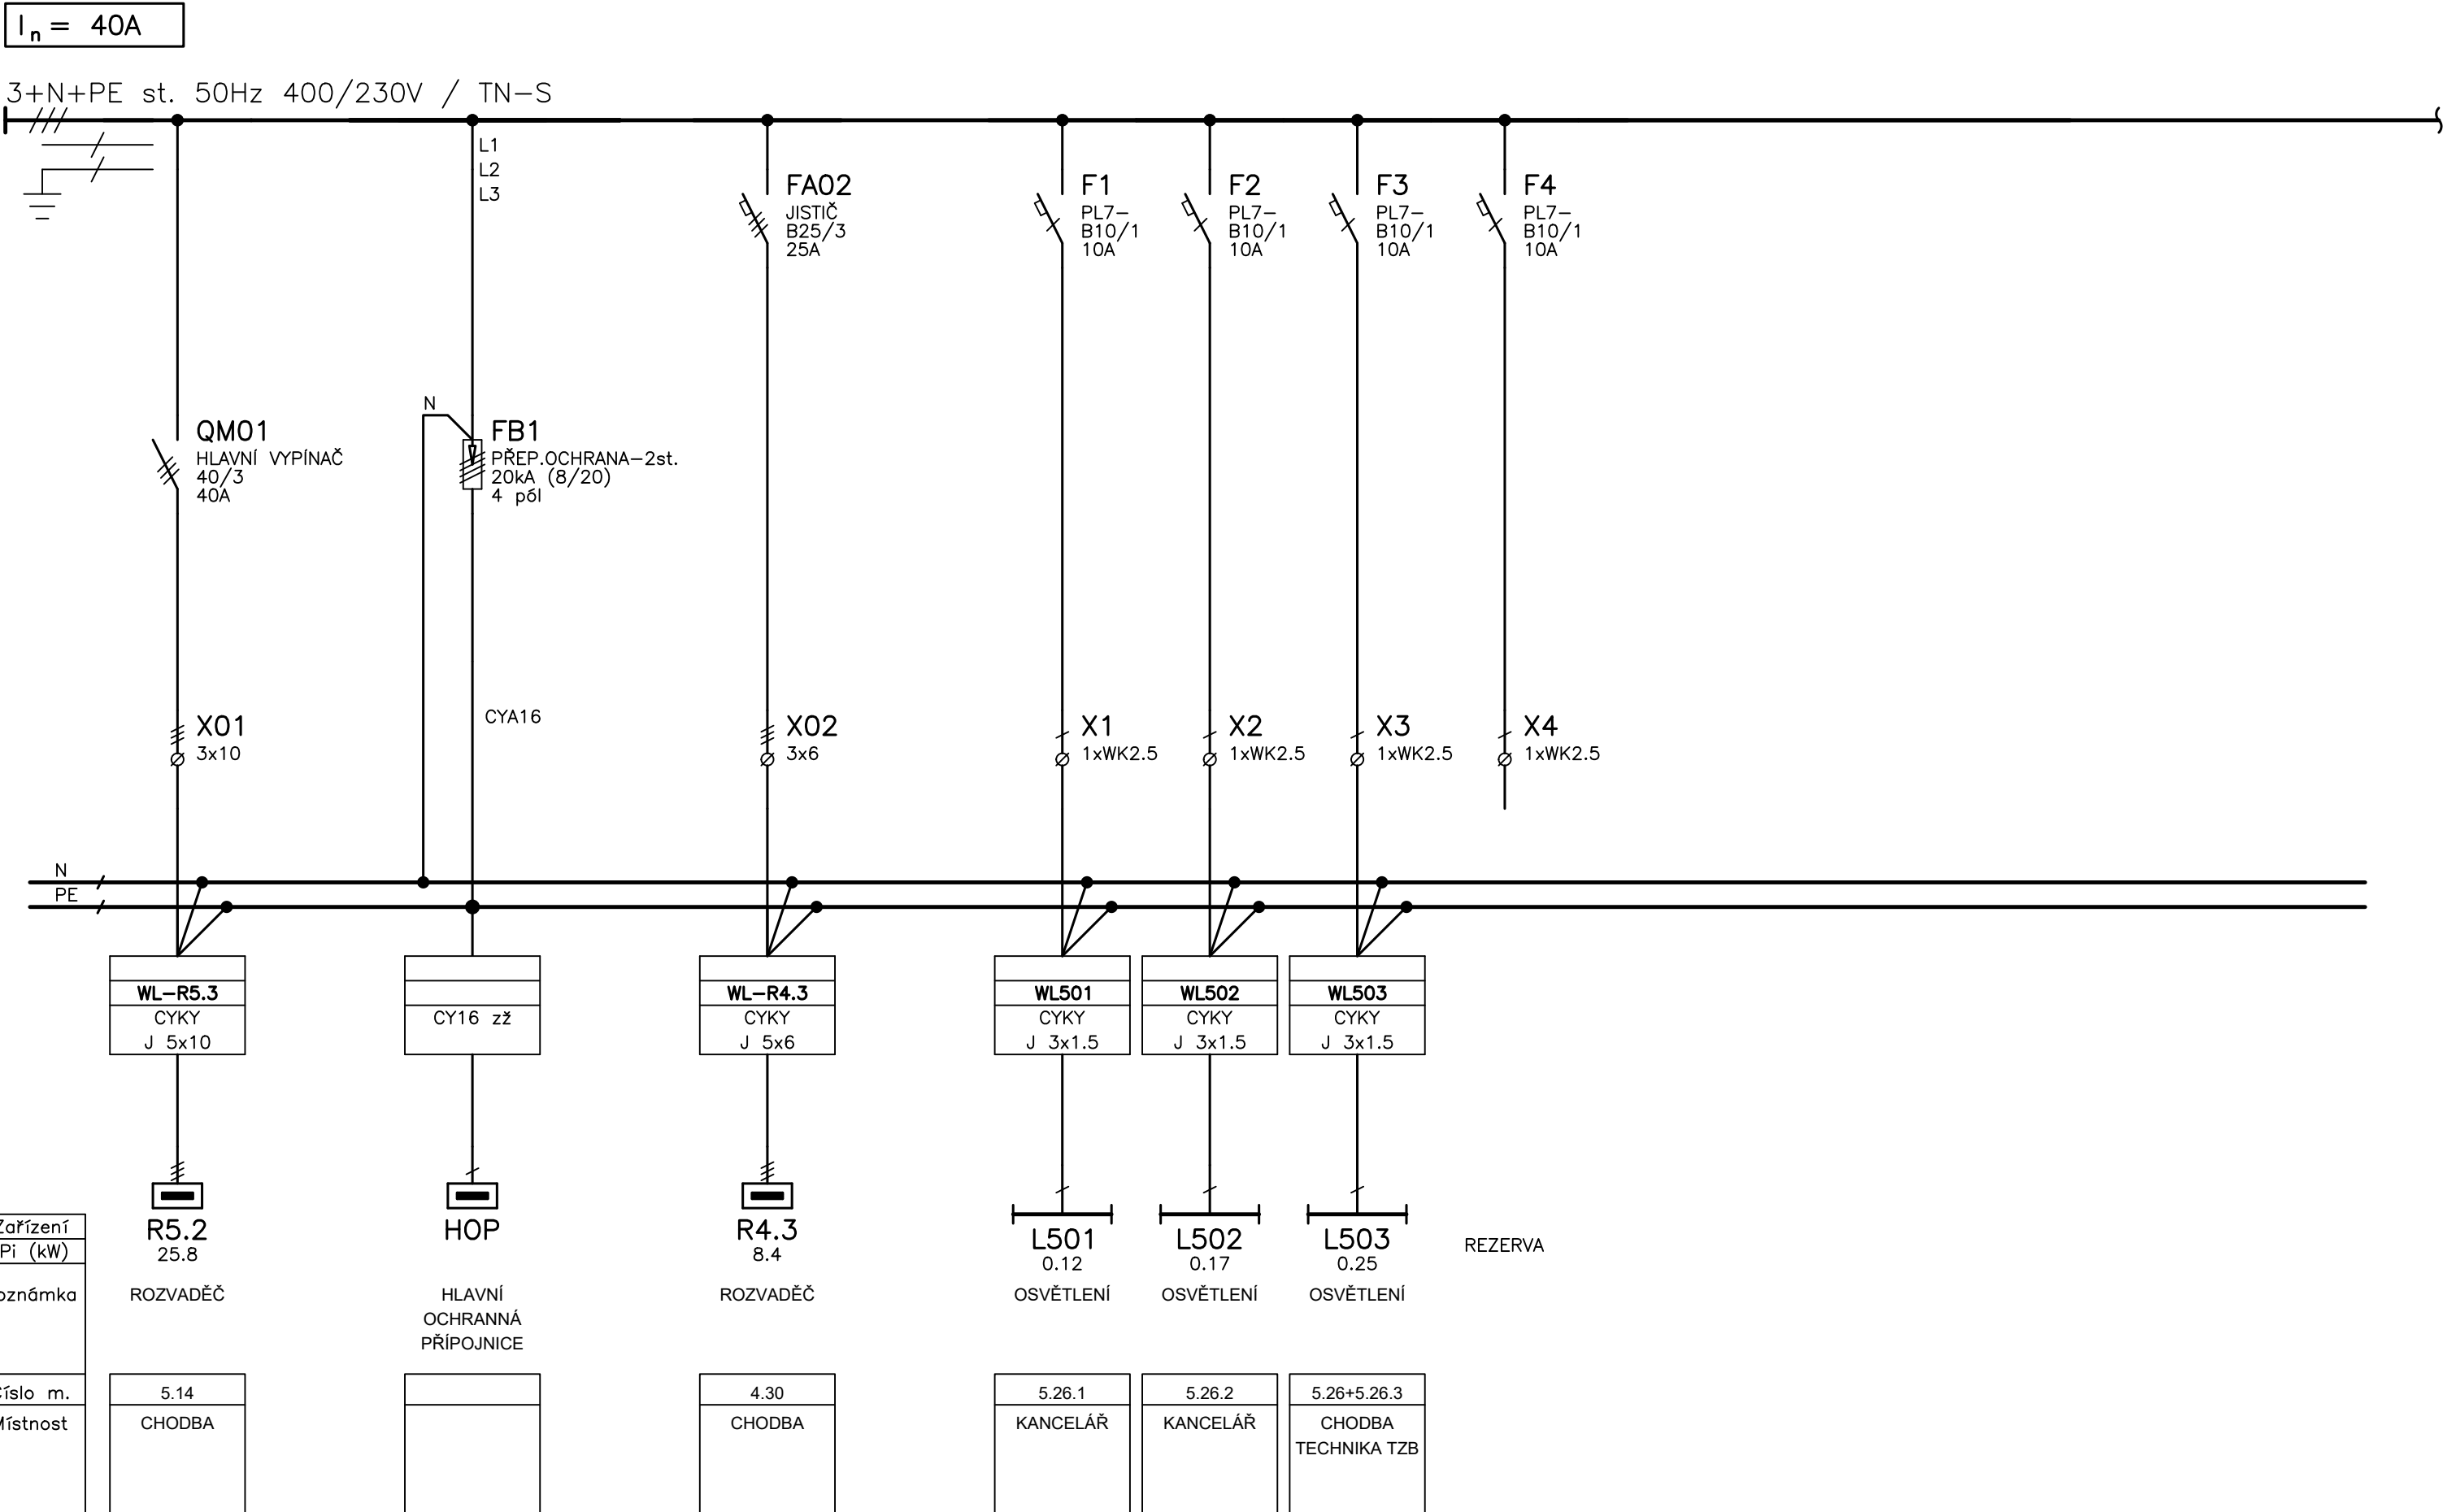 In= 40A
3+N+PE st. 50Hz 400/230V / TN-S
L1
L2
L3
FA02
JISTIČ
B25/3
25A
F1
PL7-
B10/1
10A
F2
PL7-
B10/1
10A
F3
PL7-
B10/1
10A
F4
PL7-
B10/1
10A
N
QM01
HLAVNÍ VYPÍNAČ
40/3
40A
FB1
PŘEP.OCHRANA-2st.
20kA (8/20)
4 pól
CYA16
X01
3x10
X02
3x6
X1
1xWK2.5
X2
1xWK2.5
X3
1xWK2.5
X4
1xWK2.5
N
PE
WL-R5.3
CYKY
J 5x10
CY16 zž
WL-R4.3
CYKY
J 5x6
WL501
CYKY
J 3x1.5
WL502
CYKY
J 3x1.5
WL503
CYKY
J 3x1.5
Zařízení
Pi (kW)
oznámka
R5.2
25.8
ROZVADĚČ
HOP
HLAVNÍ
OCHRANNÁ
PŘÍPOJNICE
R4.3
8.4
ROZVADĚČ
L501
0.12
OSVĚTLENÍ
L502
0.17
OSVĚTLENÍ
L503
0.25
OSVĚTLENÍ
REZERVA
Číslo m.
Místnost
5.14
CHODBA
4.30
CHODBA
5.26.1
KANCELÁŘ
5.26.2
KANCELÁŘ
5.26+5.26.3
CHODBA
TECHNIKA TZB